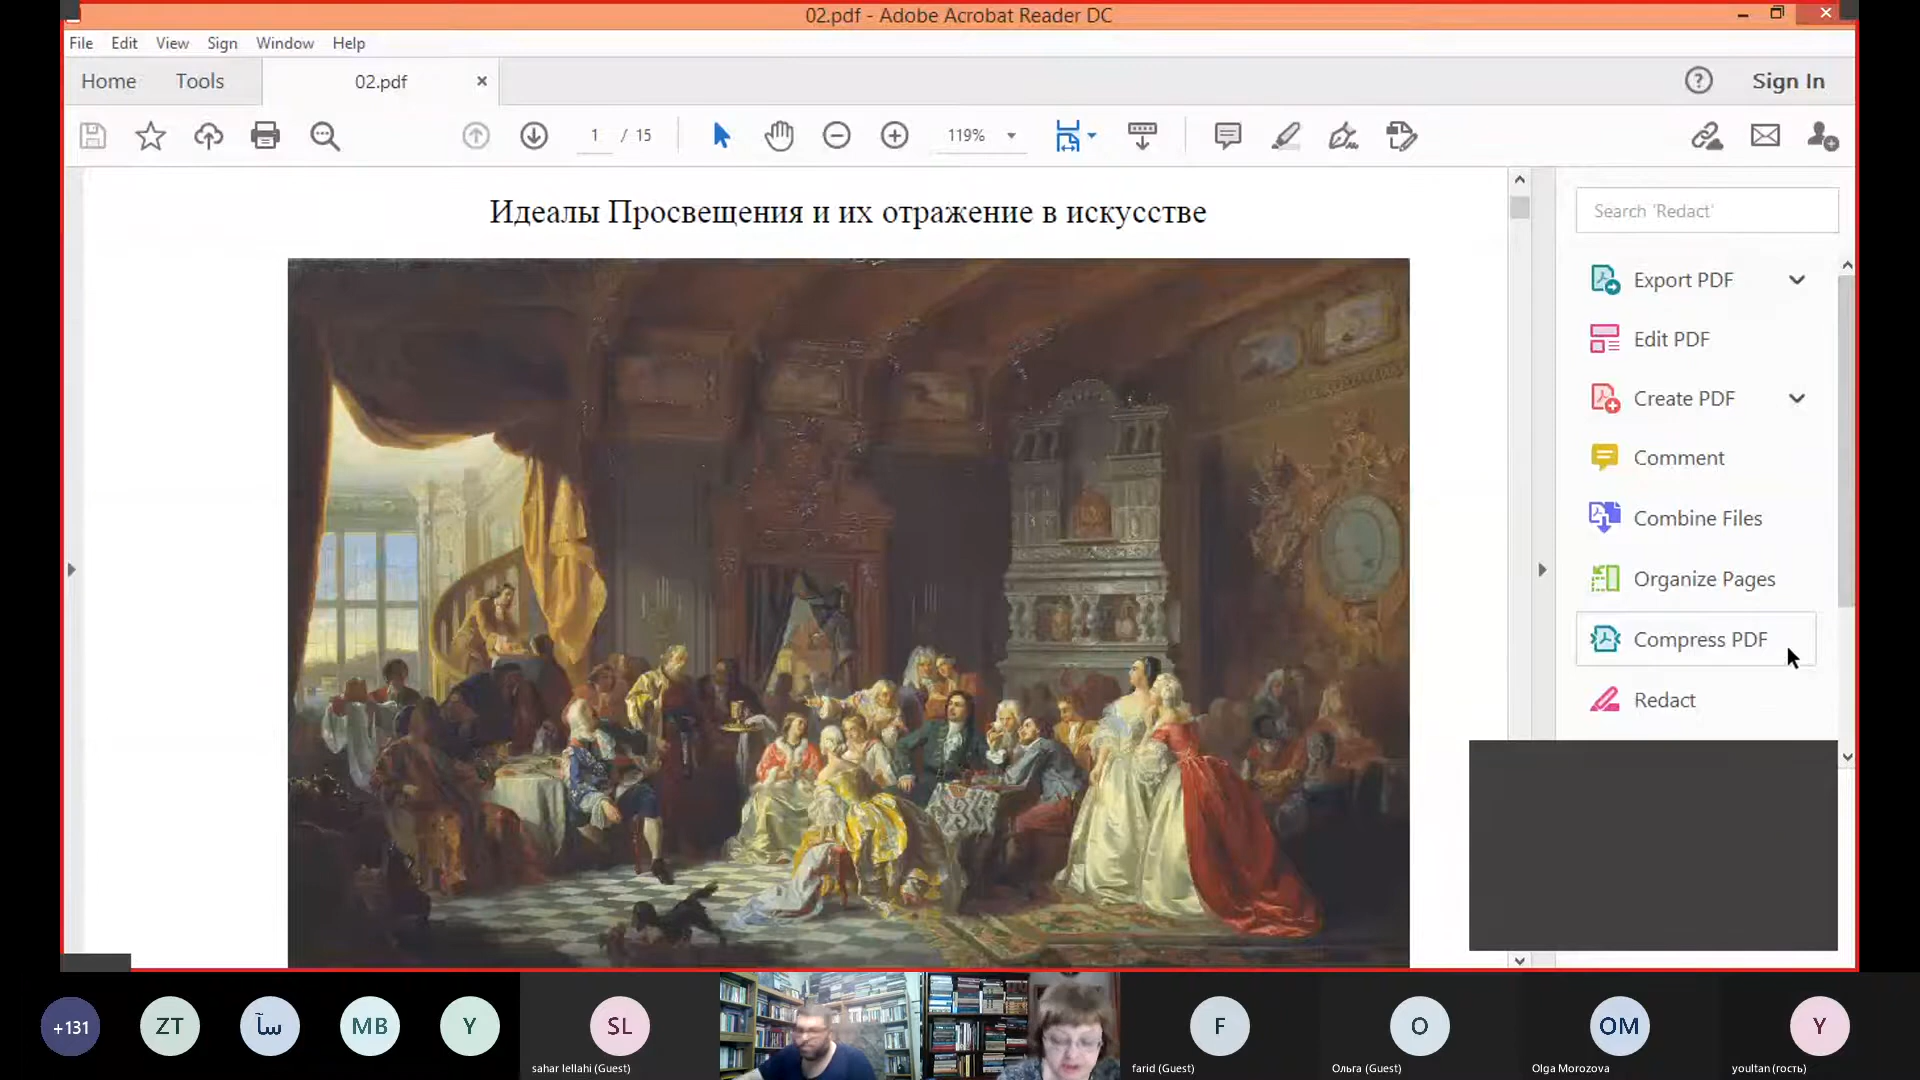 02.pdf - Adobe Acrobat Reader DC
File Edit View Sign Window Help
Home Tools 02.pdf Sign In
1 / 15 119%
Идеалы Просвещения и их отражение в искусстве
Search 'Redact'
Export PDF
Edit PDF
Create PDF
Comment
Combine Files
Organize Pages
Compress PDF
Redact
+131 ZT سآ MB Y SL F O OM Y
sahar lellahi (Guest) farid (Guest) Ольга (Guest) Olga Morozova youltan (гость)